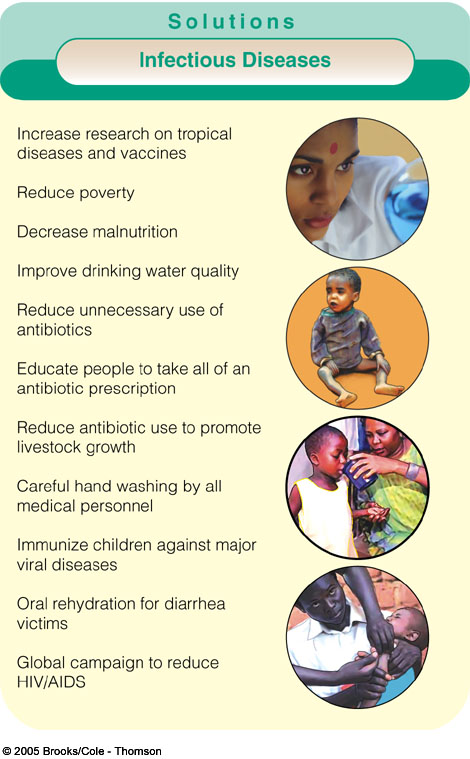 Solutions
Infectious Diseases
Increase research on tropical
diseases and vaccines
Reduce poverty
Decrease malnutrition
Improve drinking water quality
Reduce unnecessary use of
antibiotics
Educate people to take all of an
antibiotic prescription
Reduce antibiotic use to promote
livestock growth
Careful hand washing by all
medical personnel
Immunize children against major
viral diseases
Oral rehydration for diarrhea
victims
Global campaign to reduce
HIV/AIDS
© 2005 Brooks/Cole - Thomson